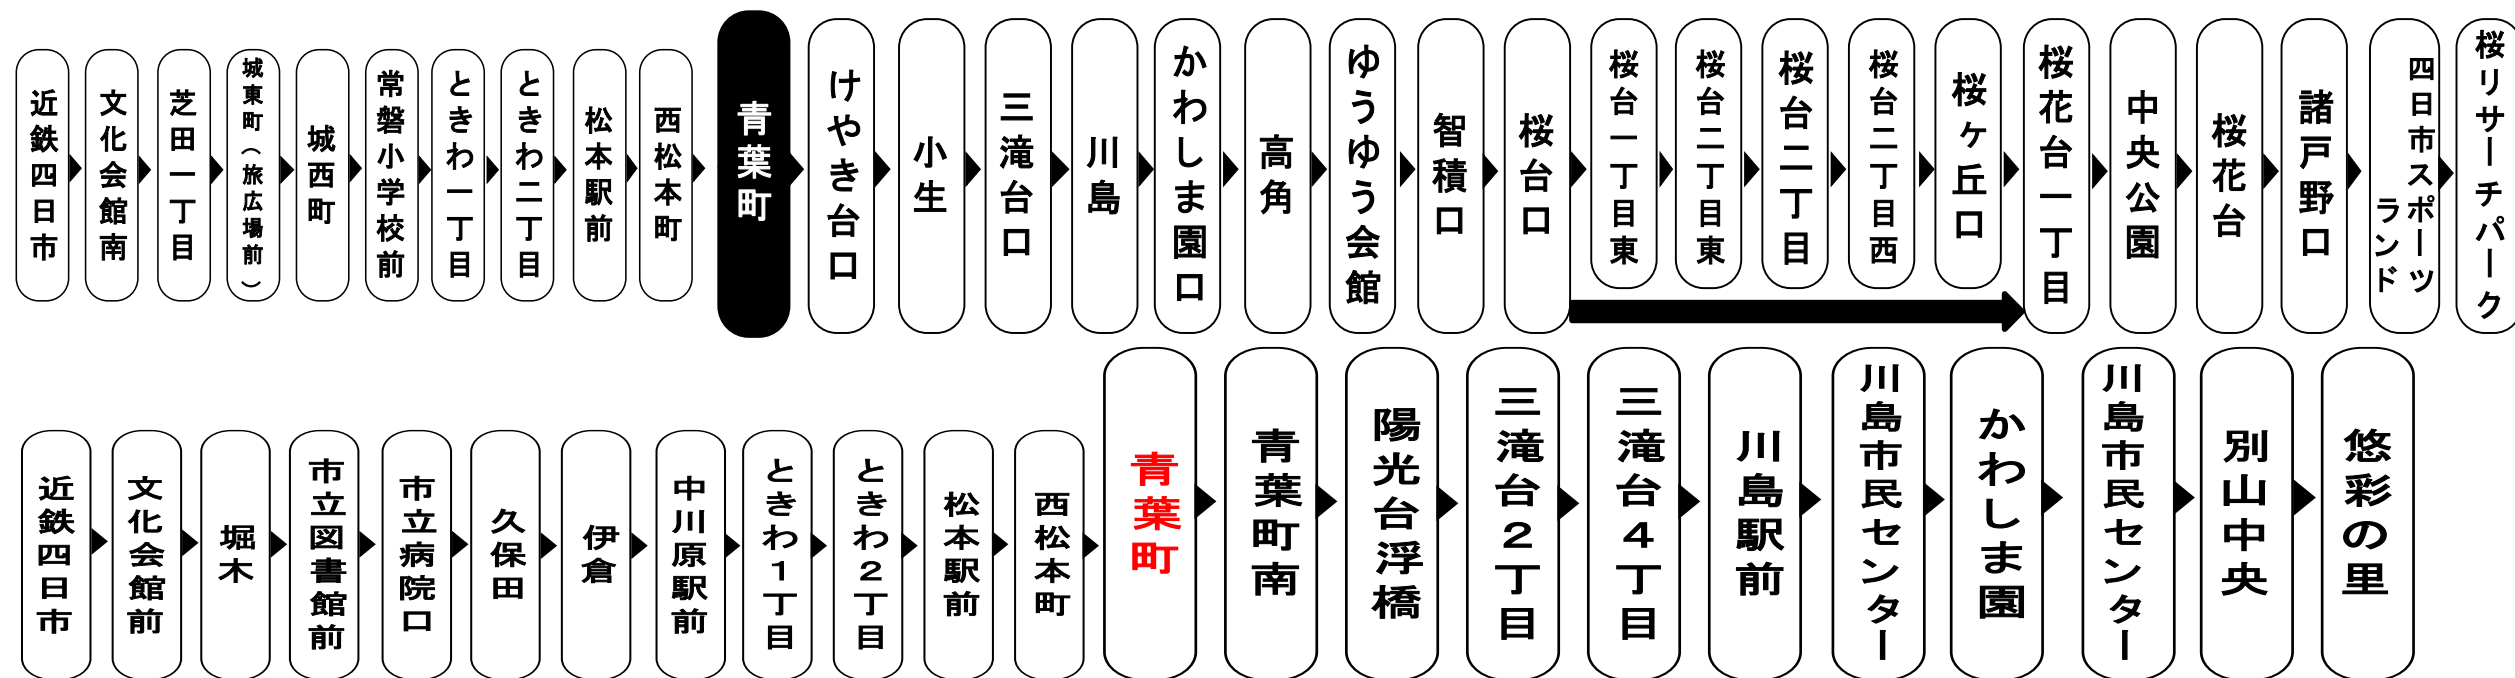 近鉄四日市
文化会館南
芝田一丁目
城東町（旅広場前）
城西町
常磐小学校前
ときわ一丁目
ときわ二丁目
松本駅前
西松本町
青葉町
けやき台口
小生
三滝台口
川島
かわしま園口
高角
ゆうゆう会館
智積口
桜台口
桜台一丁目東
桜台二丁目東
桜台二丁目
桜台二丁目西
桜ヶ丘口
桜花台一丁目
中央公園
桜花台
諸戸野口
四日市スポーツ
ランド
桜リサーチパーク
近鉄四日市
文化会館前
堀木
市立図書館前
市立病院口
久保田
伊倉
中川原駅前
ときわ1丁目
ときわ2丁目
松本駅前
西松本町
青葉町
青葉町南
陽光台浮橋
三滝台2丁目
三滝台4丁目
川島駅前
川島市民センター
かわしま園
川島市民センター
別山中央
悠彩の里